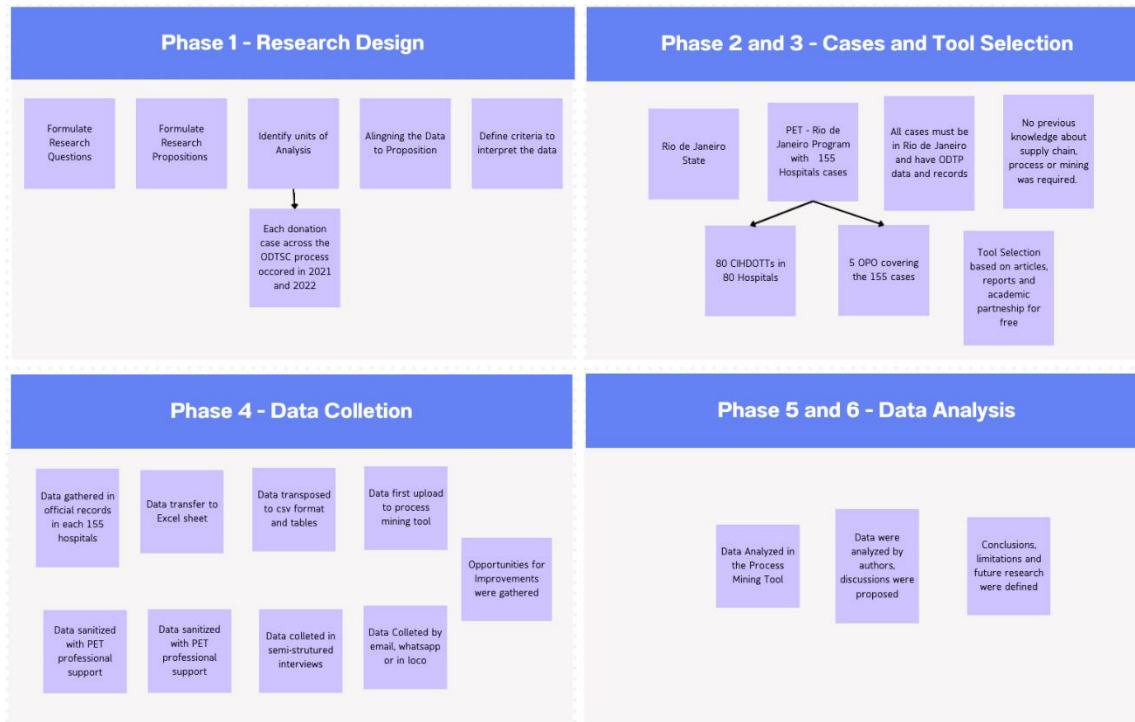 Phase 1 - Research Design
Formulate
Research
Questions
Formulate
Research
Propositions
Identify units of
Analysis
Alingning the Data
to Proposition
Define criteria to
interpret the data
Each donation
case across the
ODTSC process
occored in 2021
and 2022
Phase 2 and 3 - Cases and Tool Selection
Rio de Janeiro
State
PET - Rio de
Janeiro Program
with 155
Hospitals cases
All cases must be
in Rio de Janeiro
and have ODTP
data and records
No previous
knowledge about
supply chain,
process or mining
was required.
80 CIHDOTTs in
80 Hospitals
5 OPO covering
the 155 cases
Tool Selection
based on articles,
reports and
academic
partneship for
free
Phase 4 - Data Colletion
Data gathered in
official records
in each 155
hospitals
Data transfer to
Excel sheet
Data transposed
to csv format
and tables
Data first upload
to process
mining tool
Opportunities for
Improvements
were gathered
Data sanitized
with PET
professional
support
Data sanitized
with PET
professional
support
Data colleted in
semi-strutured
interviews
Data Colleted by
email, whatsapp
or in loco
Phase 5 and 6 - Data Analysis
Data Analyzed in
the Process
Mining Tool
Data were
analyzed by
authors,
discussions were
proposed
Conclusions,
limitations and
future research
were defined